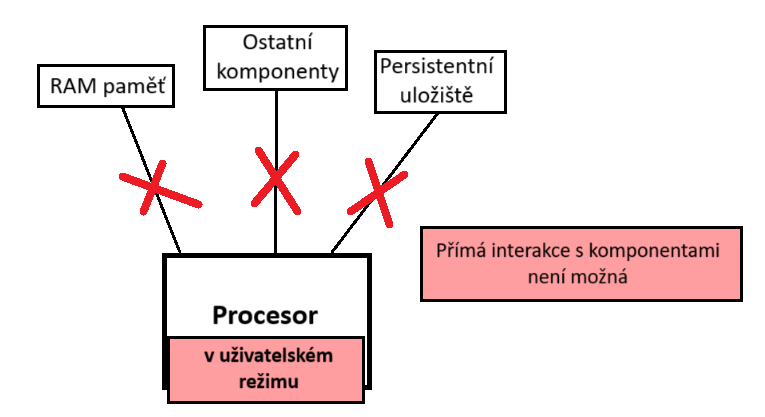 Ostatní
komponenty
RAM paměť
Persistentní
uložiště
Přímá interakce s komponentami
není možná
Procesor
v uživatelském
režimu